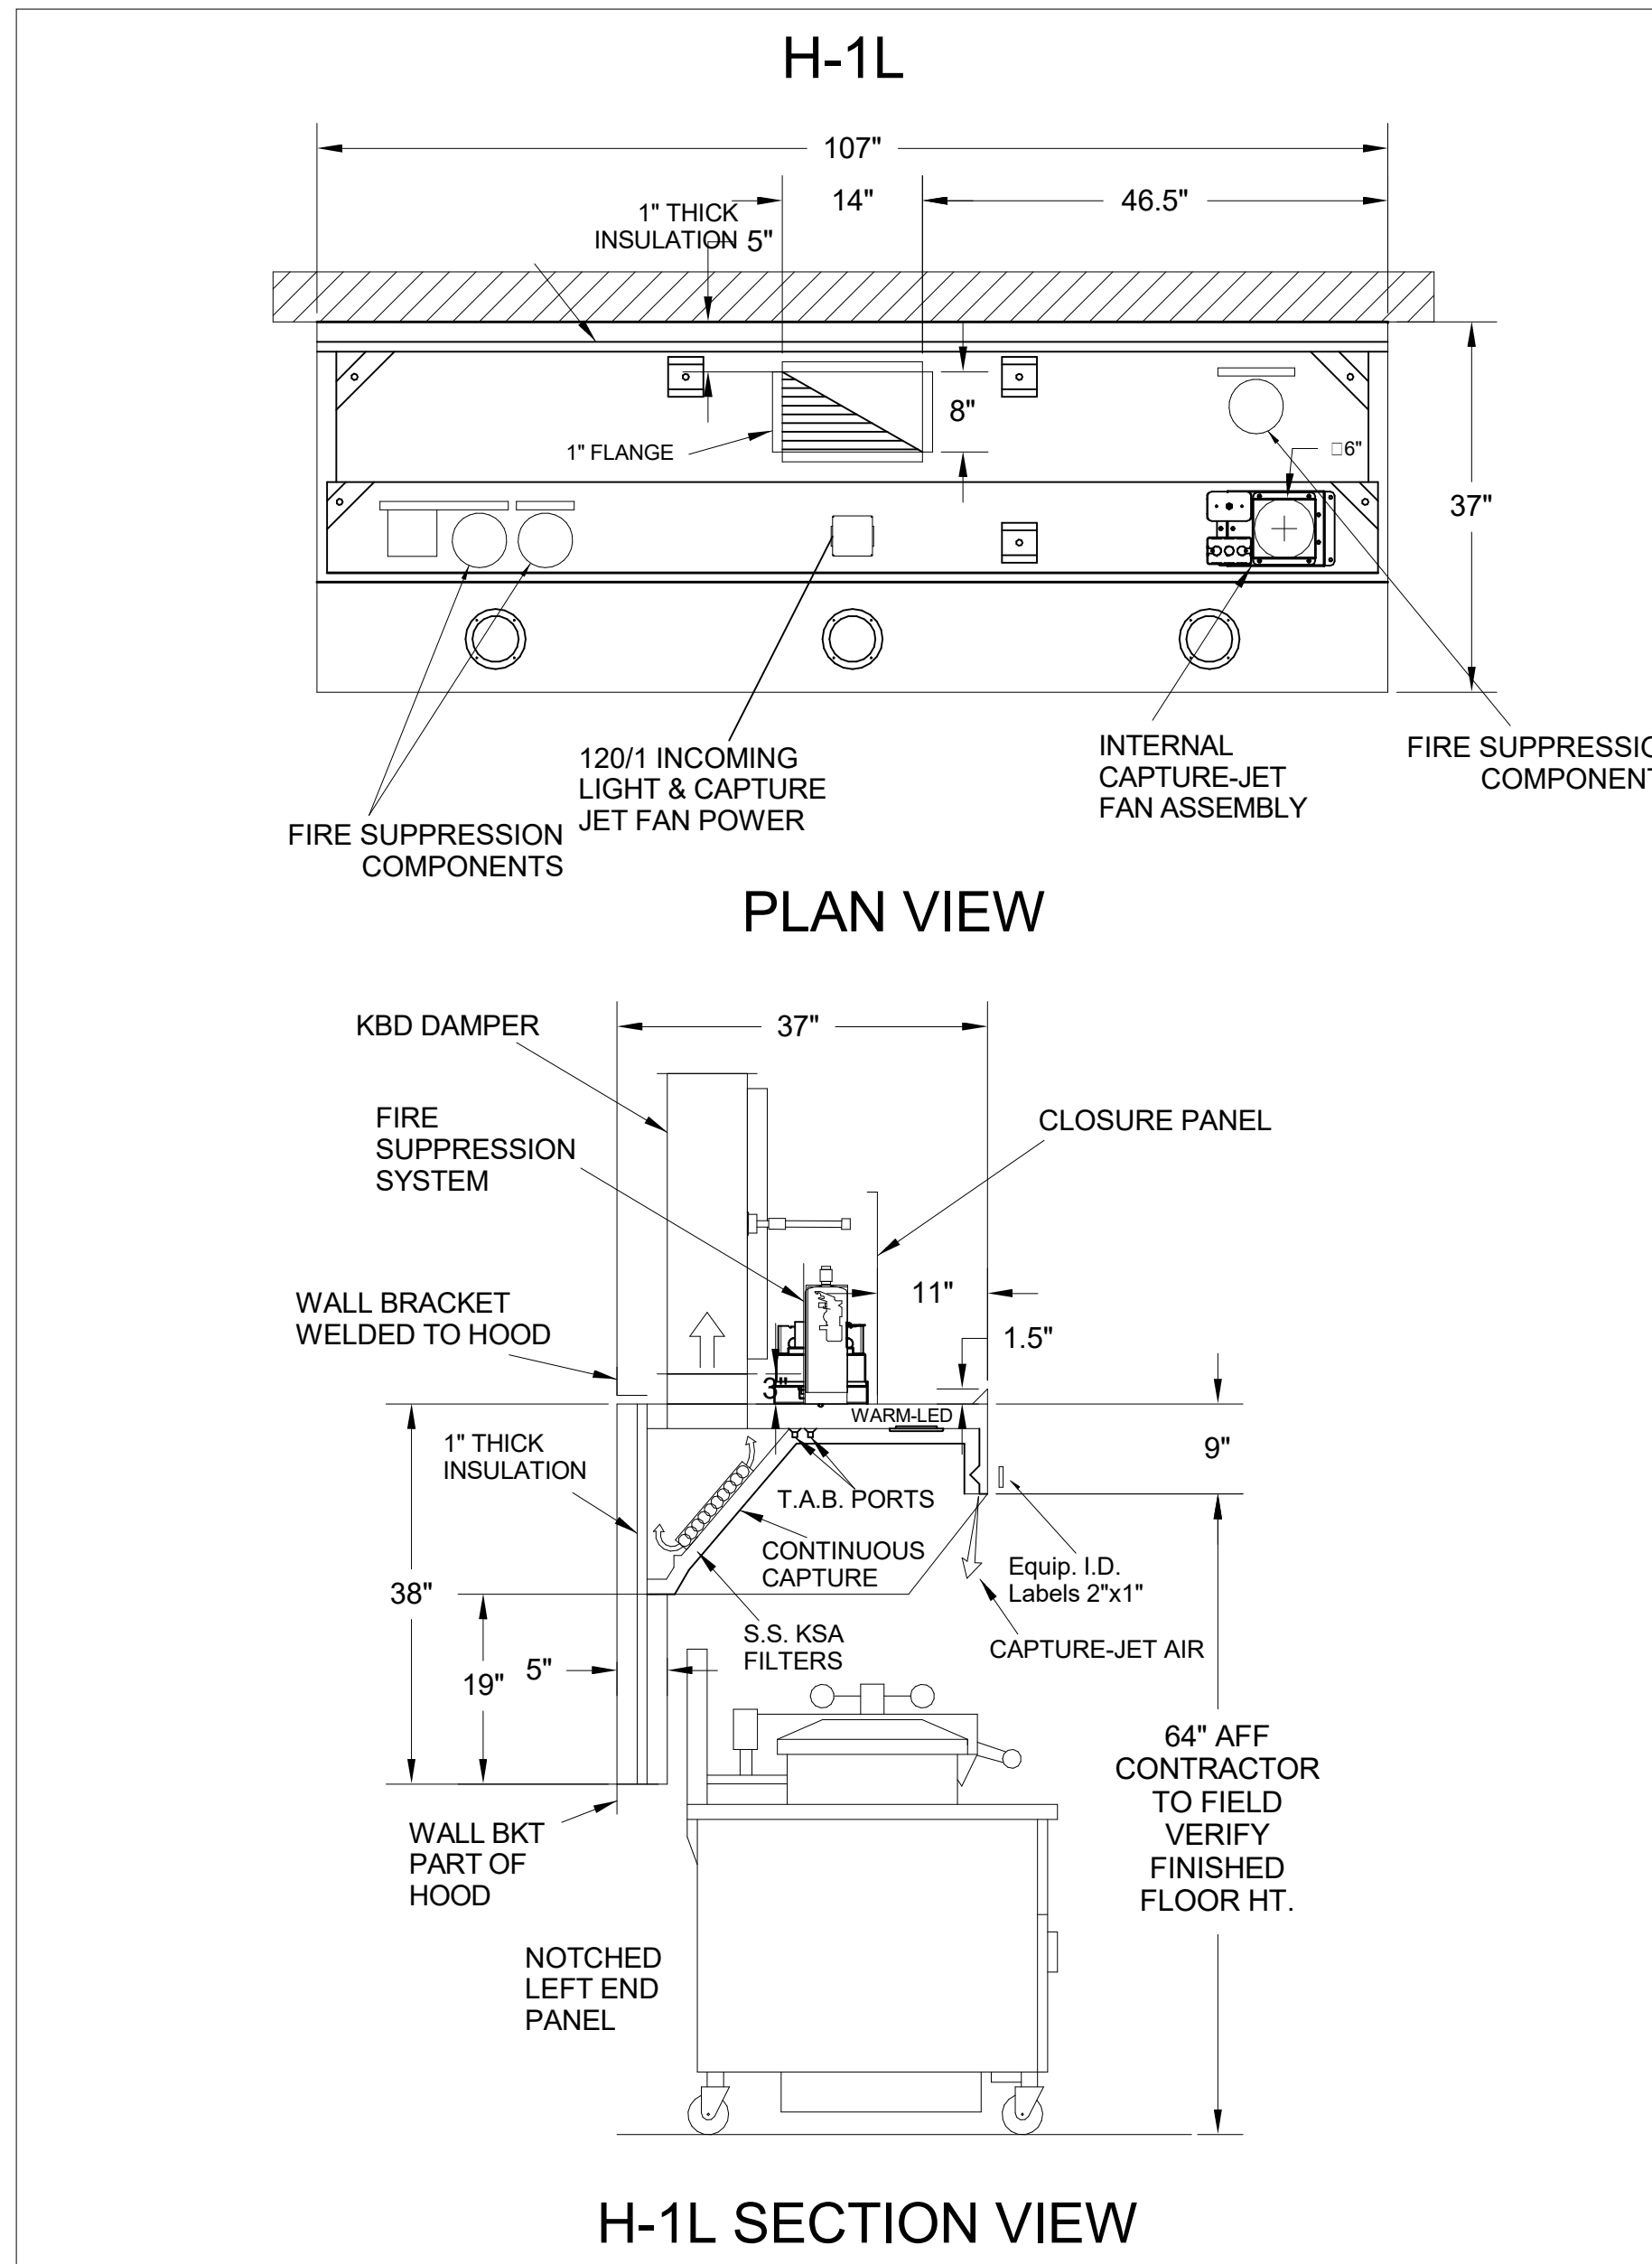 H-1L
107"
14"
46.5"
1" THICK
INSULATION
5"
8"
1" FLANGE
□6"
37"
120/1 INCOMING
LIGHT & CAPTURE
JET FAN POWER
INTERNAL
CAPTURE-JET
FAN ASSEMBLY
FIRE SUPPRESSIO
COMPONENT
FIRE SUPPRESSION
COMPONENTS
PLAN VIEW
KBD DAMPER
37"
FIRE
SUPPRESSION
SYSTEM
CLOSURE PANEL
WALL BRACKET
WELDED TO HOOD
11"
1.5"
3"
WARM-LED
9"
1" THICK
INSULATION
T.A.B. PORTS
CONTINUOUS
CAPTURE
Equip. I.D.
Labels 2"x1"
38"
S.S. KSA
FILTERS
CAPTURE-JET AIR
19"
5"
64" AFF
CONTRACTOR
TO FIELD
VERIFY
FINISHED
FLOOR HT.
WALL BKT
PART OF
HOOD
NOTCHED
LEFT END
PANEL
H-1L SECTION VIEW